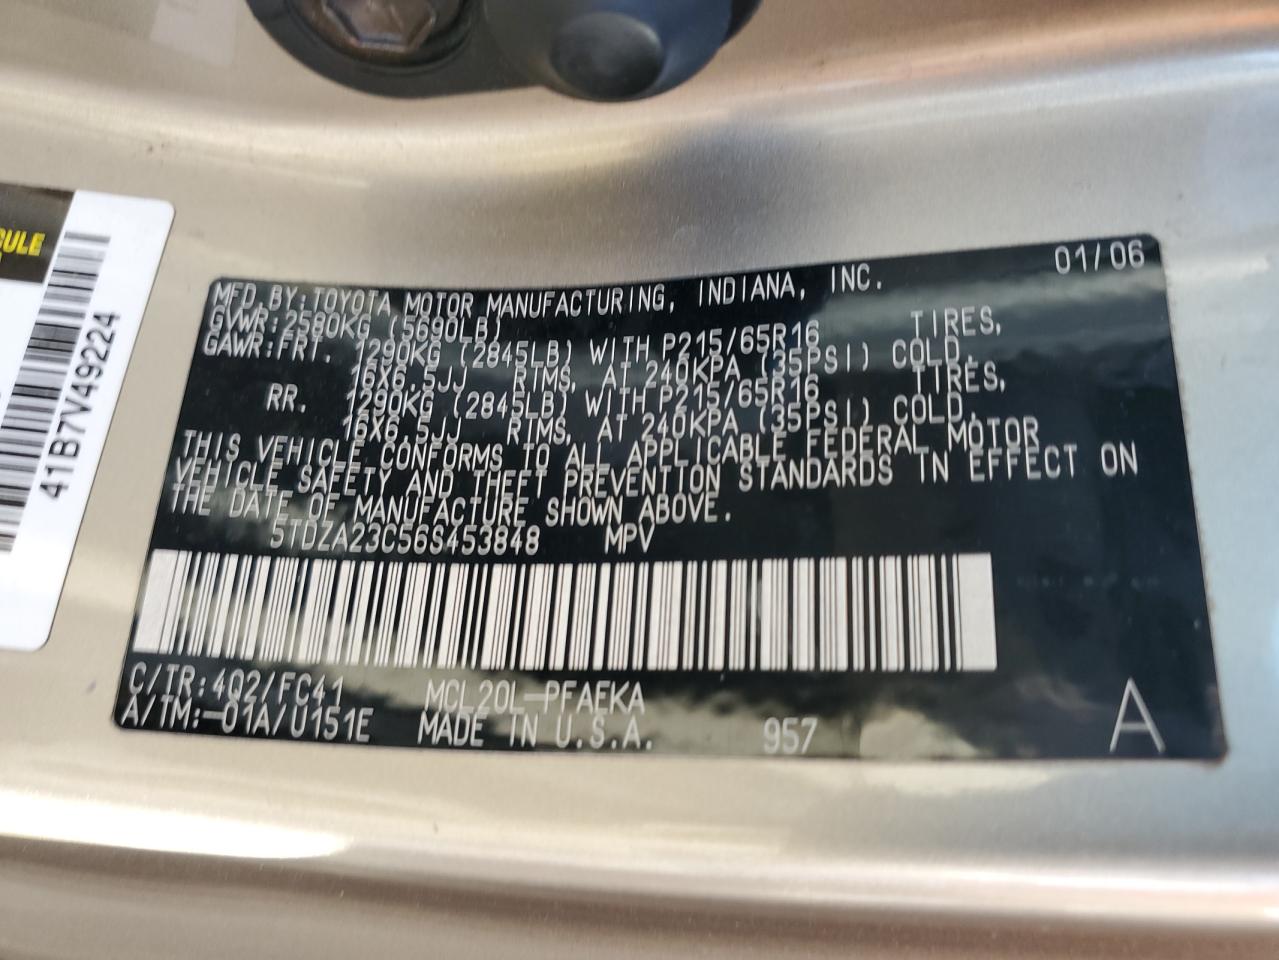 CULE
41B7V49224
01/06
MFD.BY:TOYOTA MOTOR MANUFACTURING, INDIANA, INC.
GVWR:2580KG (5690LB)
GAWR:FRT. 1290KG (2845LB) WITH P215/65R16 TIRES,
16X6.5JJ RIMS, AT 240KPA (35PSI) COLD.
RR. 1290KG (2845LB) WITH P215/65R16 TIRES,
16X6.5JJ RIMS, AT 240KPA (35PSI) COLD.
THIS VEHICLE CONFORMS TO ALL APPLICABLE FEDERAL MOTOR
VEHICLE SAFETY AND THEFT PREVENTION STANDARDS IN EFFECT ON
THE DATE OF MANUFACTURE SHOWN ABOVE.
5TDZA23C56S453848 MPV
C/TR:4Q2/FC41 MCL20L-PFAEKA
A/TM:-01A/U151E MADE IN U.S.A. 957 A